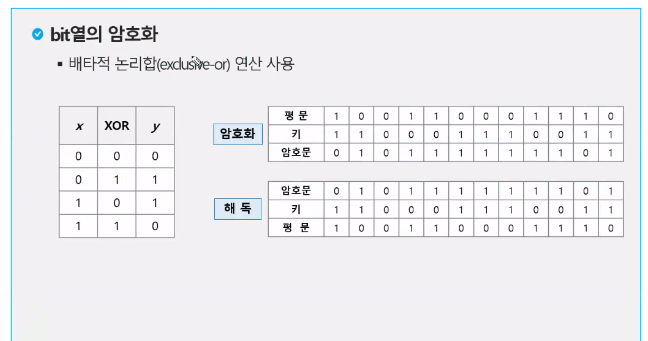 bit열의 암호화
▪ 배타적 논리합(exclusive-or) 연산 사용
x XOR y
0 0 0
0 1 1
1 0 1
1 1 0
암호화
평 문 1 0 0 1 1 0 0 0 1 1 1 0
키 1 1 0 0 0 1 1 1 0 0 1 1
암호문 0 1 0 1 1 1 1 1 1 1 0 1
해 독
암호문 0 1 0 1 1 1 1 1 1 1 0 1
키 1 1 0 0 0 1 1 1 0 0 1 1
평 문 1 0 0 1 1 0 0 0 1 1 1 0